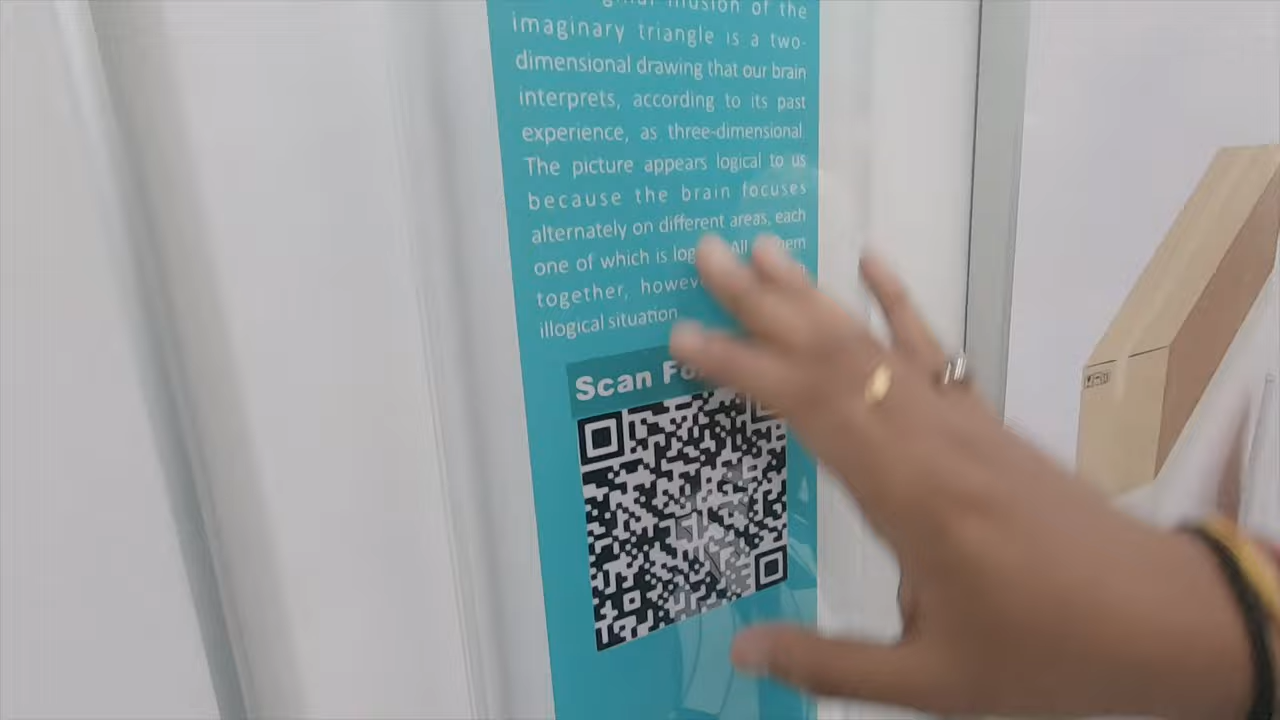 illusion of the
imaginary triangle is a two-
dimensional drawing that our brain
interprets, according to its past
experience, as three-dimensional.
The picture appears logical to us
because the brain focuses
alternately on different areas, each
one of which is All
together,
illogical situation
Scan